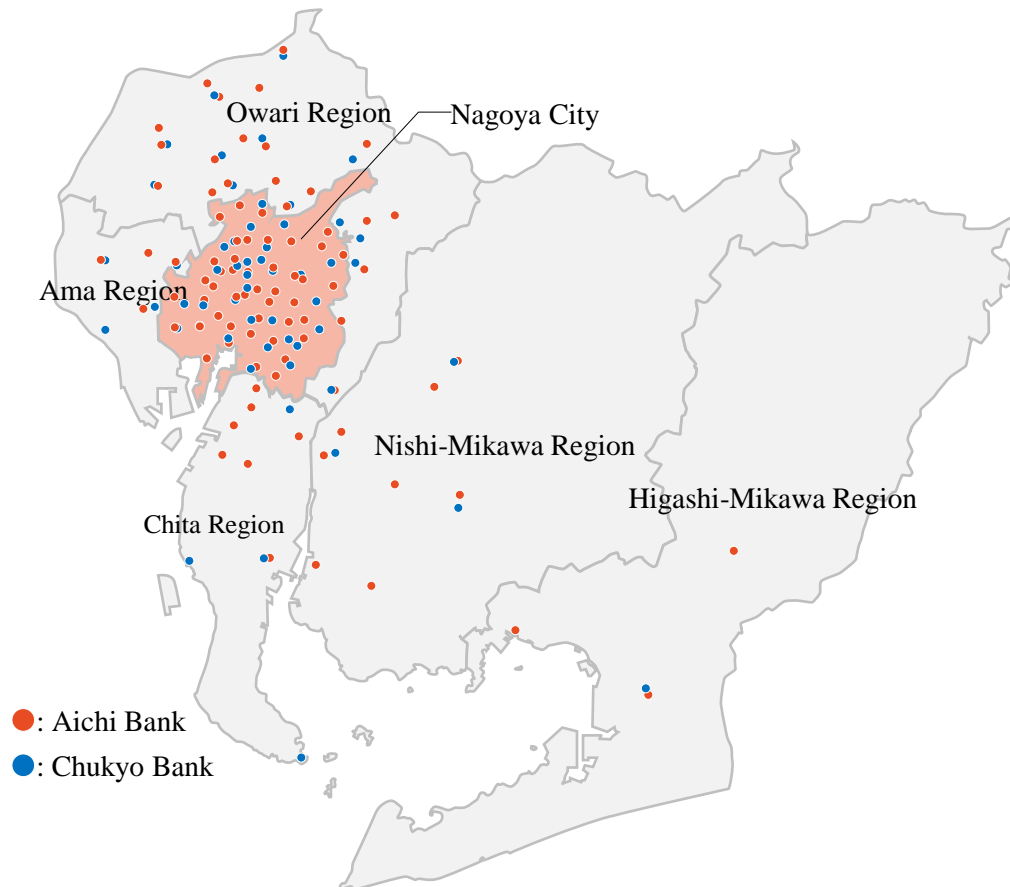 Owari Region
Nagoya City
Ama Region
Nishi-Mikawa Region
Higashi-Mikawa Region
Chita Region
: Aichi Bank
: Chukyo Bank